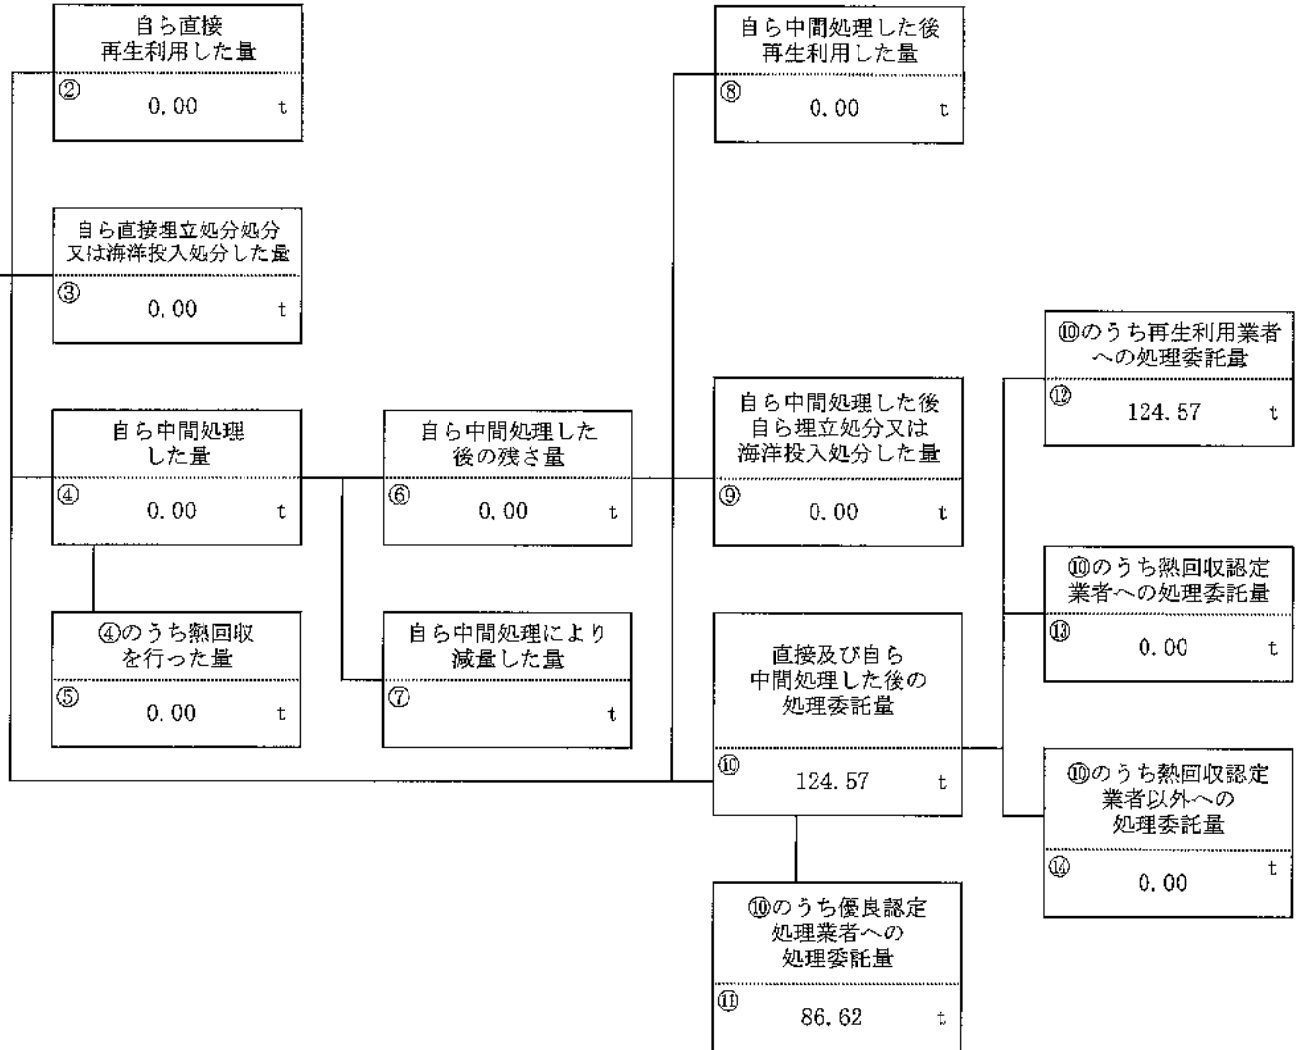 自ら直接
再生利用した量
②
0.00 t
自ら直接埋立処分処分
又は海洋投入処分した量
③
0.00 t
自ら中間処理
した量
④
0.00 t
④のうち熱回収
を行った量
⑤
0.00 t
自ら中間処理した
後の残さ量
⑥
0.00 t
自ら中間処理により
減量した量
⑦
t
自ら中間処理した後
再生利用した量
⑧
0.00 t
自ら中間処理した後
自ら埋立処分又は
海洋投入処分した量
⑨
0.00 t
直接及び自ら
中間処理した後の
処理委託量
⑩
124.57 t
⑩のうち優良認定
処理業者への
処理委託量
⑪
86.62 t
⑩のうち再生利用業者
への処理委託量
⑫
124.57 t
⑩のうち熱回収認定
業者への処理委託量
⑬
0.00 t
⑩のうち熱回収認定
業者以外への
処理委託量
⑭
0.00 t